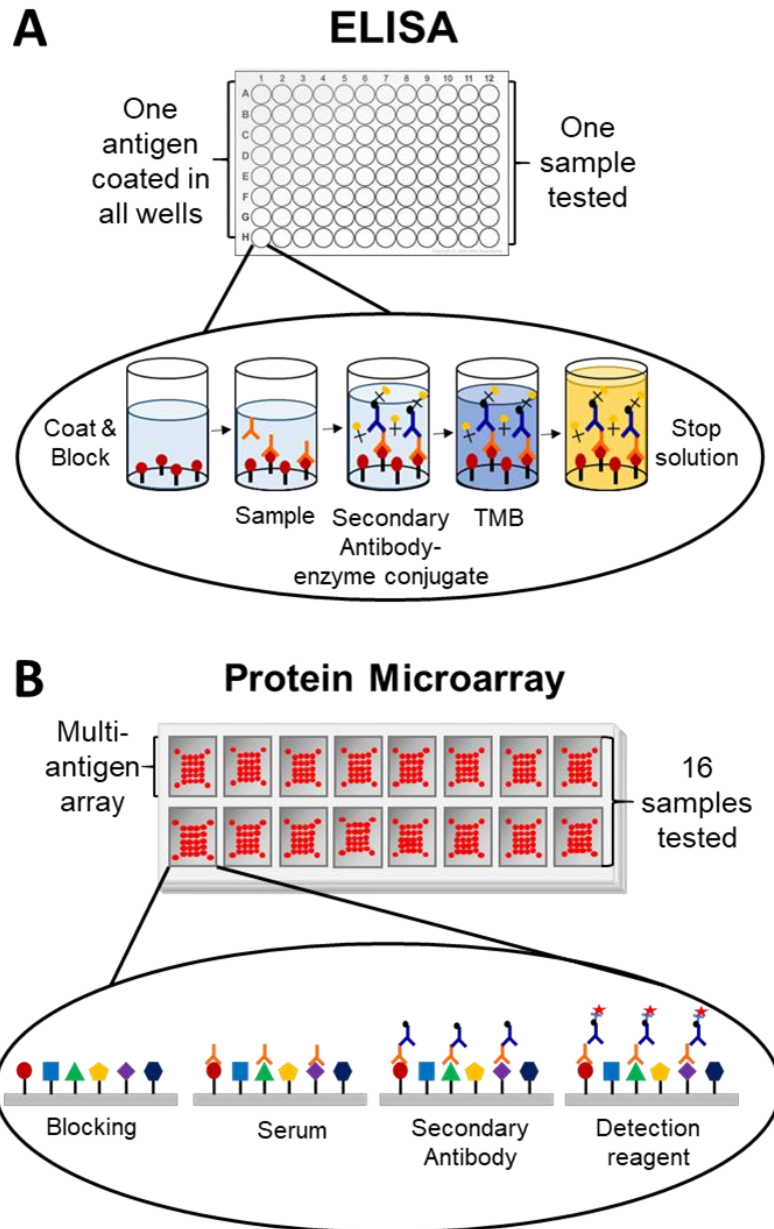 A
ELISA
One
antigen
coated in
all wells
1 2 3 4 5 6 7 8 9 10 11 12
A
B
C
D
E
F
G
H
One
sample
tested
Coat &
Block
Sample
Secondary
Antibody-
enzyme conjugate
TMB
Stop
solution
B
Protein Microarray
Multi-
antigen
array
16
samples
tested
Blocking
Serum
Secondary
Antibody
Detection
reagent